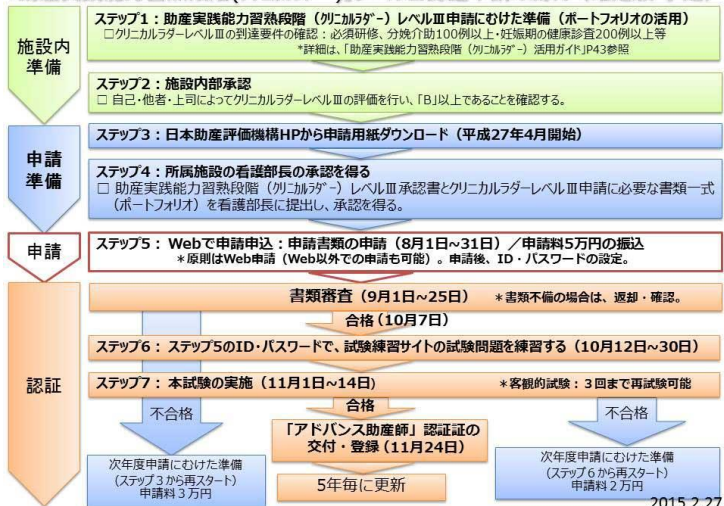 施設内
準備
ステップ1：助産実践能力習熟段階（クリニカルラダー）レベルⅢ申請にむけた準備（ポートフォリオの活用）
□クリニカルラダーレベルⅢの到達要件の確認：必須研修、分娩介助100例以上・妊娠期の健康診査200例以上等
*詳細は、「助産実践能力習熟段階（クリニカルラダー）活用ガイド」P43参照
ステップ2：施設内部承認
□ 自己・他者・上司によってクリニカルラダーレベルⅢの評価を行い、「B」以上であることを確認する。
申請
準備
ステップ3：日本助産評価機構HPから申請用紙ダウンロード（平成27年4月開始）
ステップ4：所属施設の看護部長の承認を得る
□ 助産実践能力習熟段階（クリニカルラダー）レベルⅢ承認書とクリニカルラダーレベルⅢ申請に必要な書類一式
（ポートフォリオ）を看護部長に提出し、承認を得る。
申請
ステップ5：Webで申請申込：申請書類の申請（8月1日~31日）／申請料5万円の振込
＊原則はWeb申請（Web以外での申請も可能）。申請後、ID・パスワードの設定。
認証
書類審査（9月1日~25日） ＊書類不備の場合は、返却・確認。
合格（10月7日）
ステップ6：ステップ5のID・パスワードで、試験練習サイトの試験問題を練習する（10月12日~30日）
ステップ7：本試験の実施（11月1日~14日） ＊客観的試験：3回まで再試験可能
不合格
合格
不合格
「アドバンス助産師」認証証の
交付・登録（11月24日）
5年毎に更新
次年度申請にむけた準備
（ステップ3から再スタート）
申請料3万円
次年度申請にむけた準備
（ステップ6から再スタート）
申請料2万円
2015.2.27